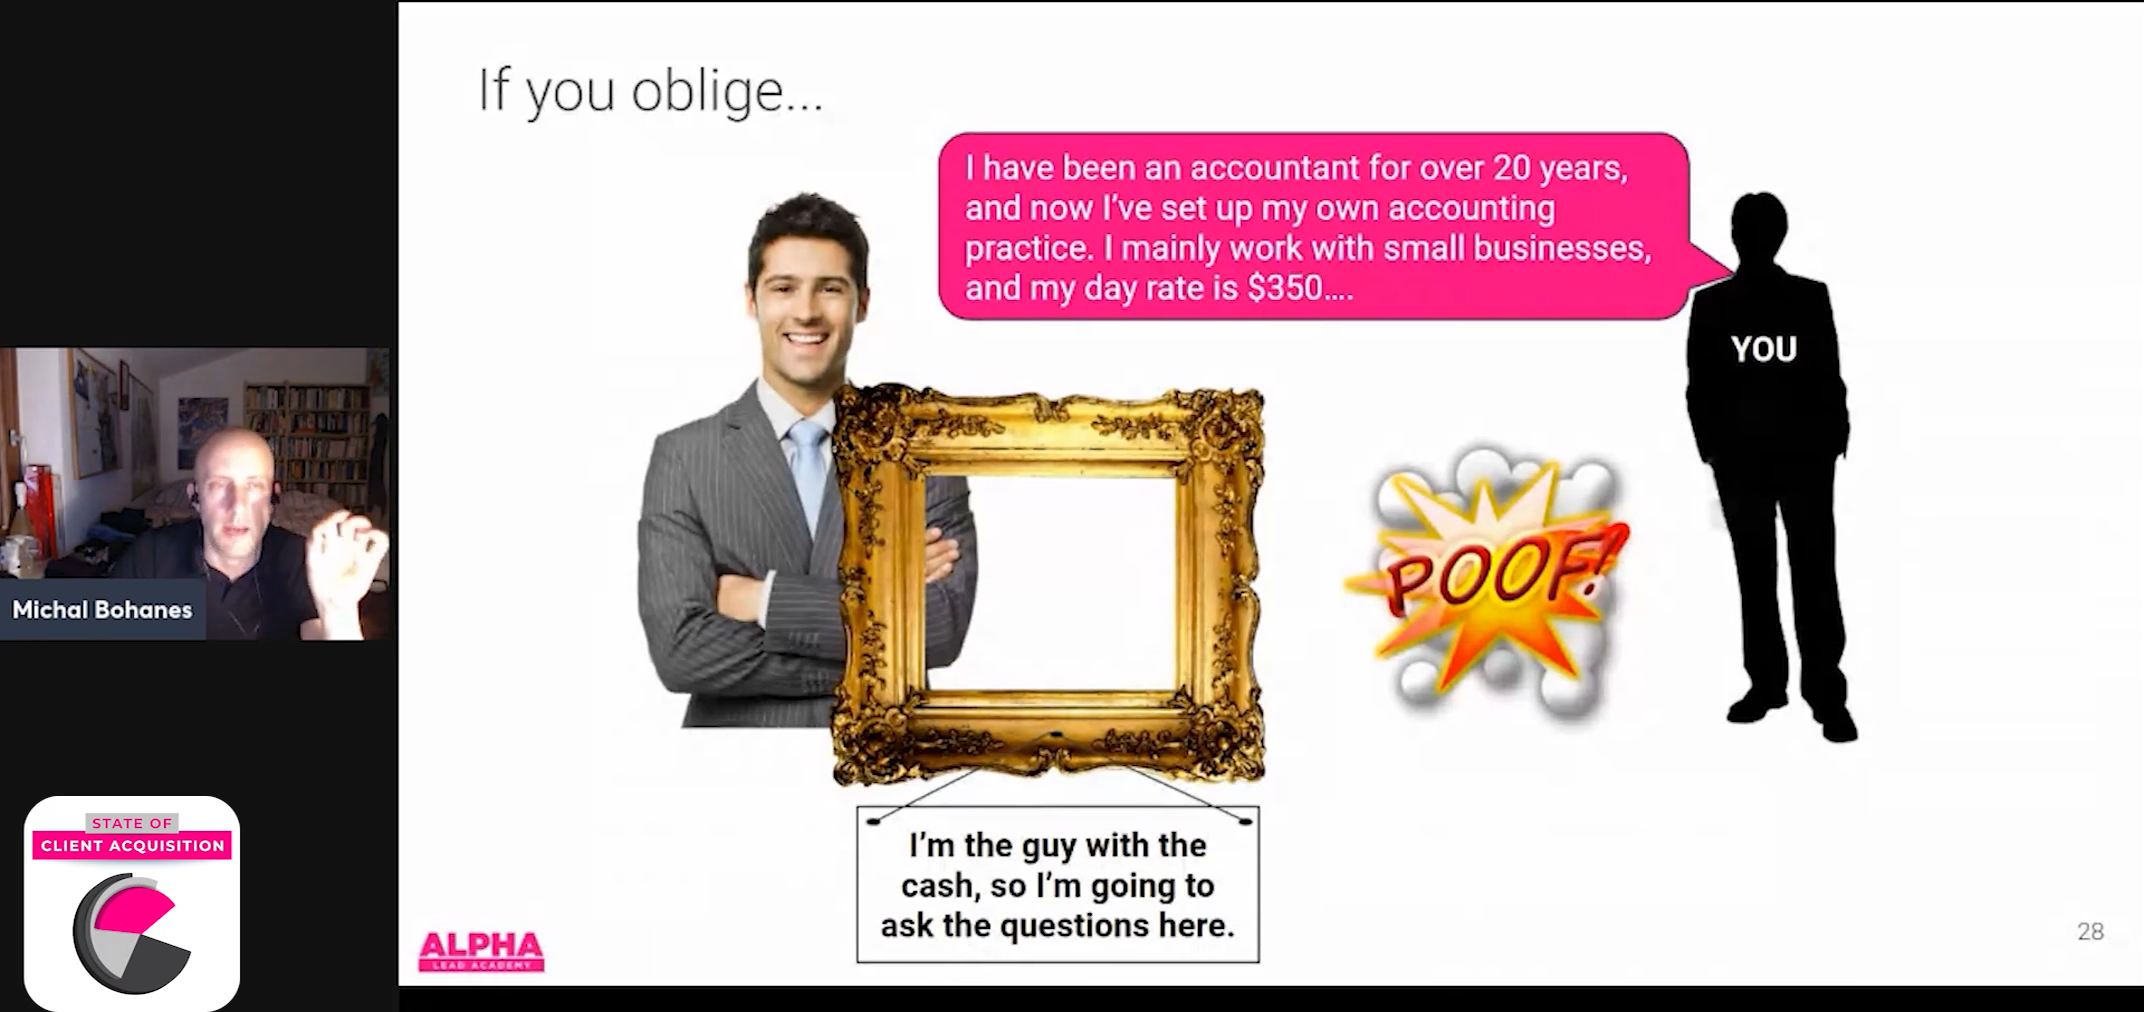 If you oblige...
I have been an accountant for over 20 years,
and now I've set up my own accounting
practice. I mainly work with small businesses,
and my day rate is $350....
YOU
POOF!
Michal Bohanes
STATE OF
CLIENT ACQUISITION
I'm the guy with the
cash, so I'm going to
ask the questions here.
ALPHA
LEAD ACADEMY
28